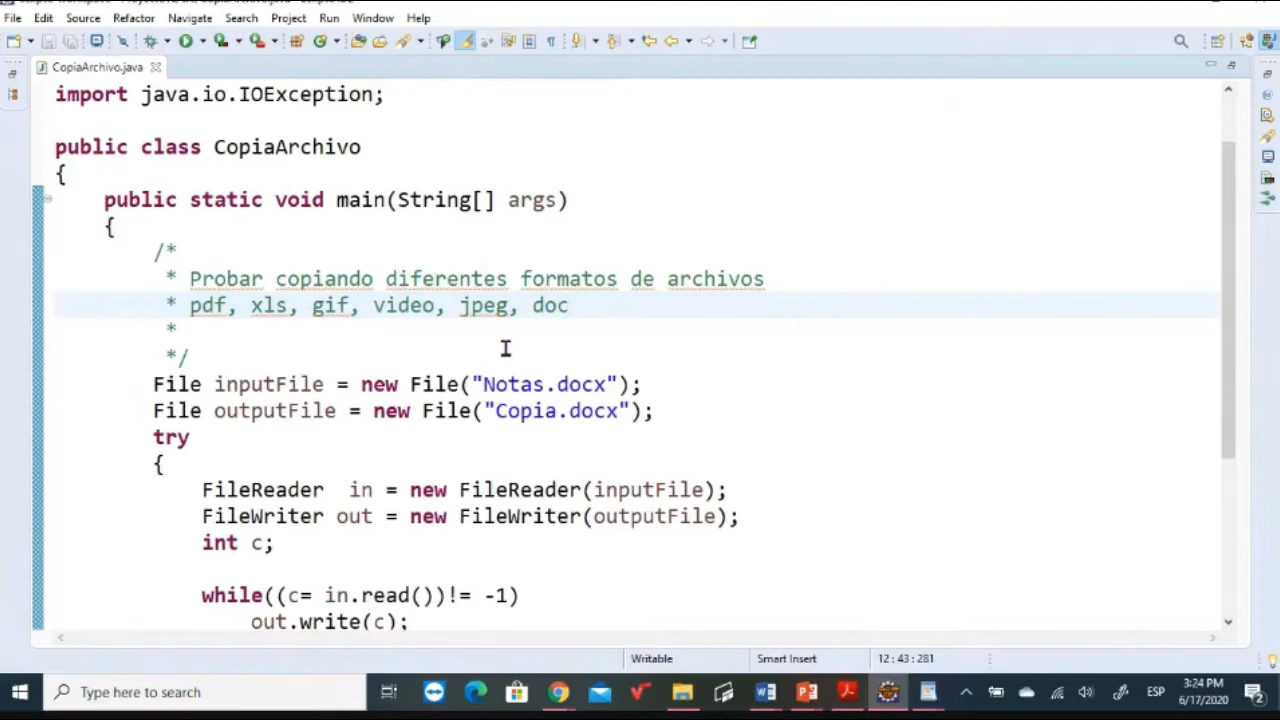 File Edit Source Refactor Navigate Search Project Run Window Help
CopiaArchivo.java
import java.io.IOException;
public class CopiaArchivo
{
public static void main(String[] args)
{
/*
* Probar copiando diferentes formatos de archivos
* pdf, xls, gif, video, jpeg, doc
*
*/
File inputFile = new File("Notas.docx");
File outputFile = new File("Copia.docx");
try
{
FileReader in = new FileReader(inputFile);
FileWriter out = new FileWriter(outputFile);
int c;
while((c= in.read())!= -1)
out.write(c);
Writable Smart Insert 12 : 43 : 281
Type here to search
ESP
3:24 PM
6/17/2020
2